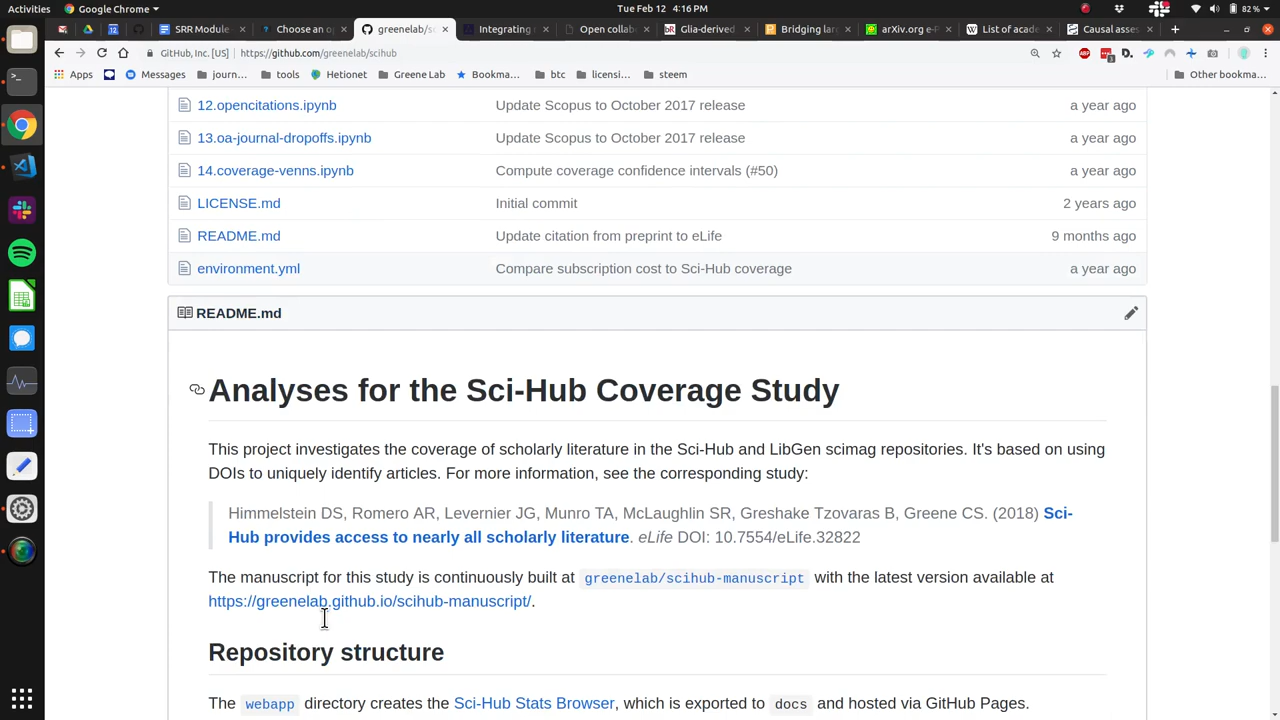 Activities Google Chrome Tue Feb 12 4:16 PM 82%
SRR Module Choose an op greenelab/s Integrating Open collab Glia-derived Bridging lar arXiv.org e-P List of acade Causal asses
GitHub, Inc. [US] https://github.com/greenelab/scihub
Apps Messages journ... tools Hetionet Greene Lab Bookma... btc licensi... steem Other bookma...
12.opencitations.ipynb Update Scopus to October 2017 release a year ago
13.oa-journal-dropoffs.ipynb Update Scopus to October 2017 release a year ago
14.coverage-venns.ipynb Compute coverage confidence intervals (#50) a year ago
LICENSE.md Initial commit 2 years ago
README.md Update citation from preprint to eLife 9 months ago
environment.yml Compare subscription cost to Sci-Hub coverage a year ago
README.md
Analyses for the Sci-Hub Coverage Study
This project investigates the coverage of scholarly literature in the Sci-Hub and LibGen scimag repositories. It's based on using
DOIs to uniquely identify articles. For more information, see the corresponding study:
Himmelstein DS, Romero AR, Levernier JG, Munro TA, McLaughlin SR, Greshake Tzovaras B, Greene CS. (2018) Sci-
Hub provides access to nearly all scholarly literature. eLife DOI: 10.7554/eLife.32822
The manuscript for this study is continuously built at greenelab/scihub-manuscript with the latest version available at
https://greenelab.github.io/scihub-manuscript/.
Repository structure
The webapp directory creates the Sci-Hub Stats Browser, which is exported to docs and hosted via GitHub Pages.